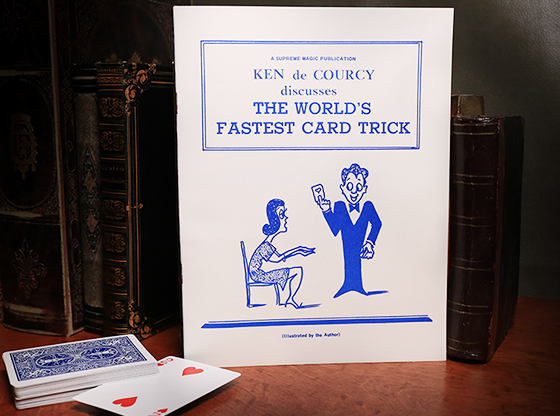 A SUPREME MAGIC PUBLICATION
KEN de COURCY
discusses
THE WORLD'S
FASTEST CARD TRICK
(Illustrated by the Author)